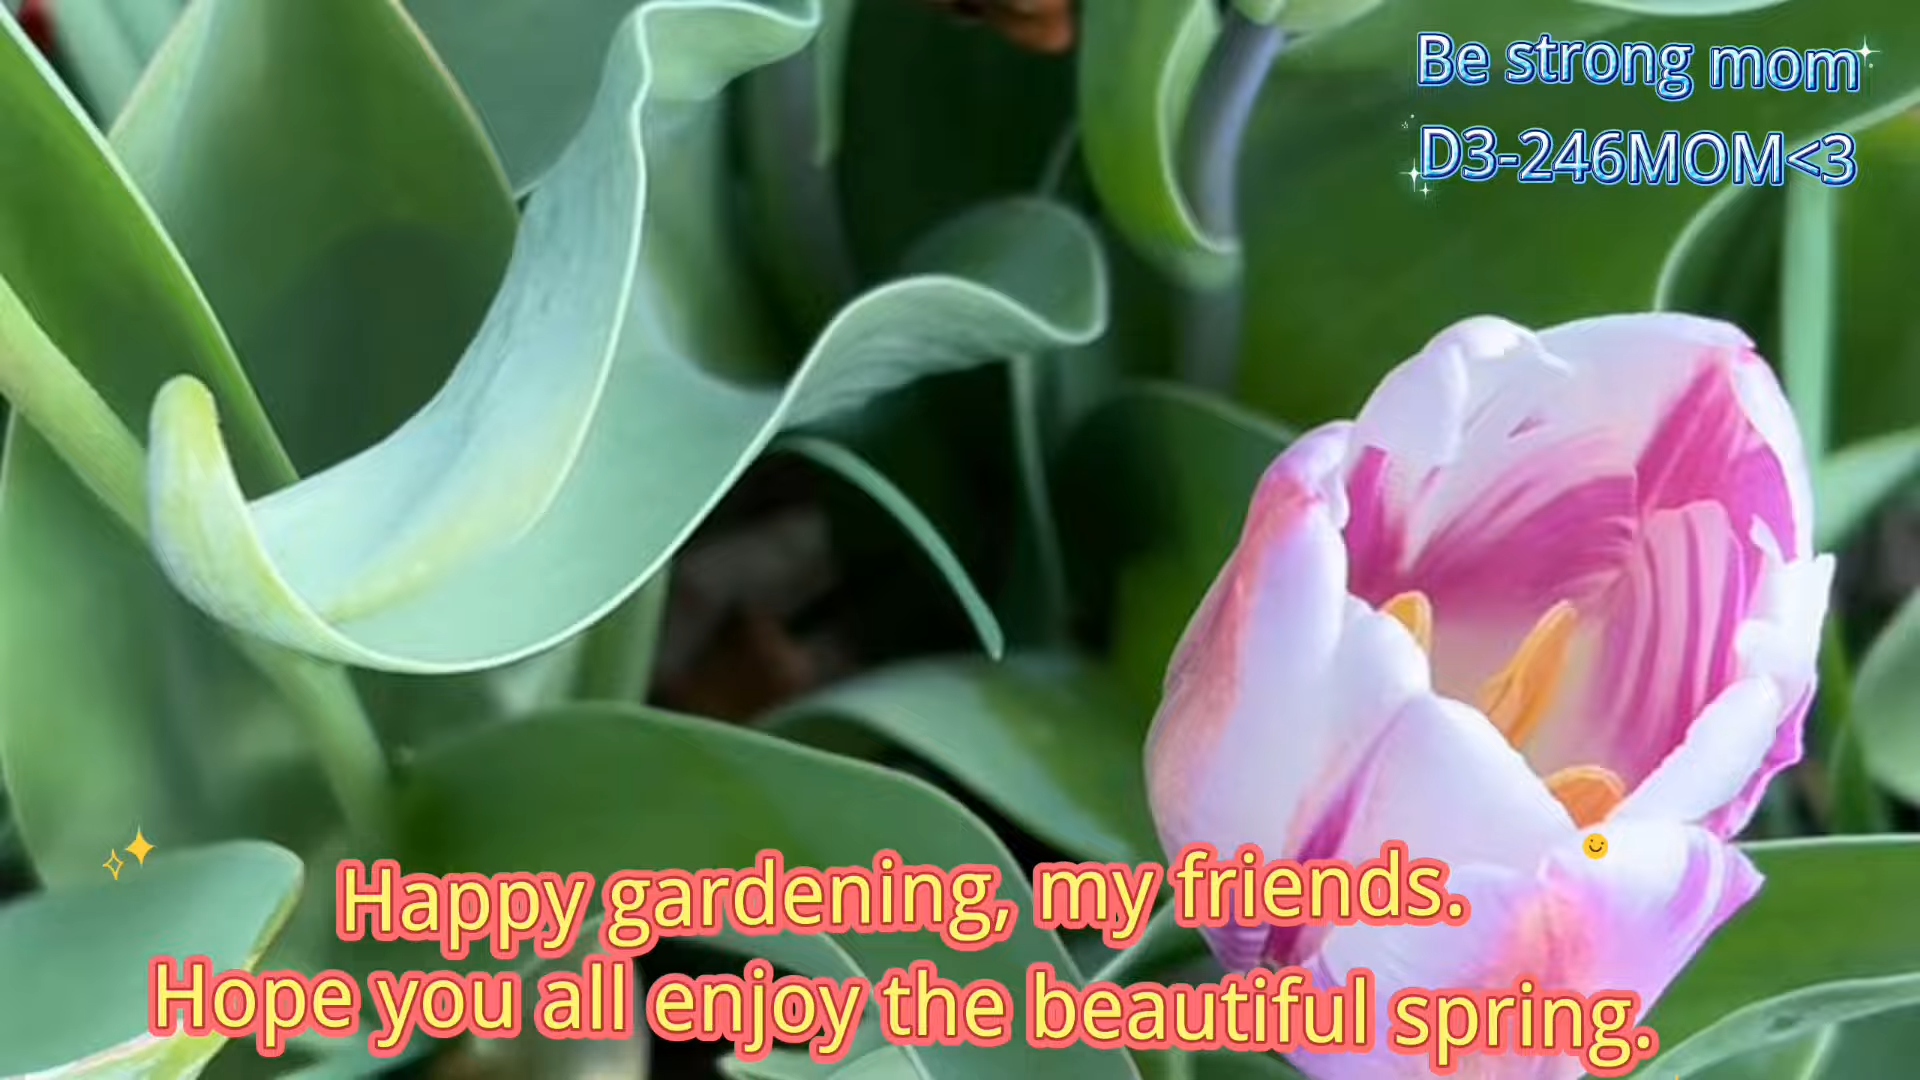 Be strong mom
D3-246MOM<3
Happy gardening, my friends.
Hope you all enjoy the beautiful spring.